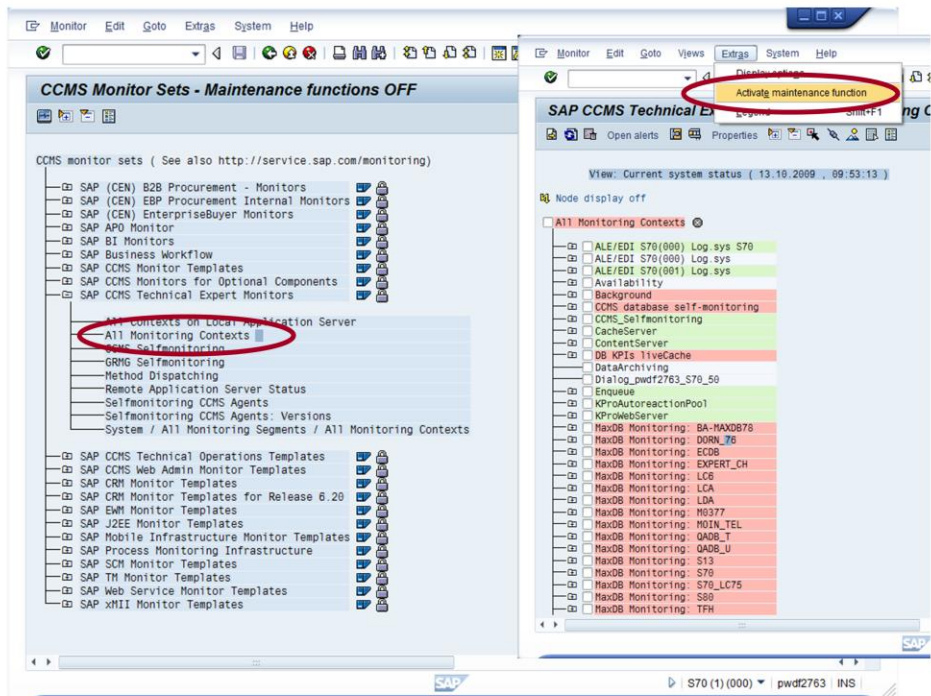 Monitor Edit Goto Extras System Help
CCMS Monitor Sets - Maintenance functions OFF
CCMS monitor sets ( See also http://service.sap.com/monitoring)
SAP (CEN) B2B Procurement - Monitors
SAP (CEN) EBP Procurement Internal Monitors
SAP (CEN) EnterpriseBuyer Monitors
SAP APO Monitor
SAP BI Monitors
SAP Business Workflow
SAP CCMS Monitor Templates
SAP CCMS Monitors for Optional Components
SAP CCMS Technical Expert Monitors
All Contexts on Local Application Server
All Monitoring Contexts
CCMS Selfmonitoring
GRMG Selfmonitoring
Method Dispatching
Remote Application Server Status
Selfmonitoring CCMS Agents
Selfmonitoring CCMS Agents: Versions
System / All Monitoring Segments / All Monitoring Contexts
SAP CCMS Technical Operations Templates
SAP CCMS Web Admin Monitor Templates
SAP CRM Monitor Templates
SAP CRM Monitor Templates for Release 6.20
SAP EWM Monitor Templates
SAP J2EE Monitor Templates
SAP Mobile Infrastructure Monitor Templates
SAP Process Monitoring Infrastructure
SAP SCM Monitor Templates
SAP TM Monitor Templates
SAP Web Service Monitor Templates
SAP xMII Monitor Templates
SAP
S70 (1) (000) pwdf2763 INS
Monitor Edit Goto Views Extras System Help
Display options
Activate maintenance function
Legend Shift+F1
SAP CCMS Technical
Open alerts Properties
View: Current system status ( 13.10.2009 , 09:53:13 )
Node display off
All Monitoring Contexts
ALE/EDI S70(000) Log.sys S70
ALE/EDI S70(000) Log.sys
ALE/EDI S70(001) Log.sys
Availability
Background
CCMS database self-monitoring
CCMS_Selfmonitoring
CacheServer
ContentServer
DB KPIs liveCache
DataArchiving
Dialog_pwdf2763_S70_50
Enqueue
KProAutoreactionPool
KProWebServer
MaxDB Monitoring: BA-MAXDB78
MaxDB Monitoring: DORN_76
MaxDB Monitoring: ECDB
MaxDB Monitoring: EXPERT_CH
MaxDB Monitoring: LC6
MaxDB Monitoring: LCA
MaxDB Monitoring: LDA
MaxDB Monitoring: M0377
MaxDB Monitoring: MOIN_TEL
MaxDB Monitoring: QADB_T
MaxDB Monitoring: QADB_U
MaxDB Monitoring: S13
MaxDB Monitoring: S70
MaxDB Monitoring: S70_LC75
MaxDB Monitoring: S80
MaxDB Monitoring: TFH
SAP